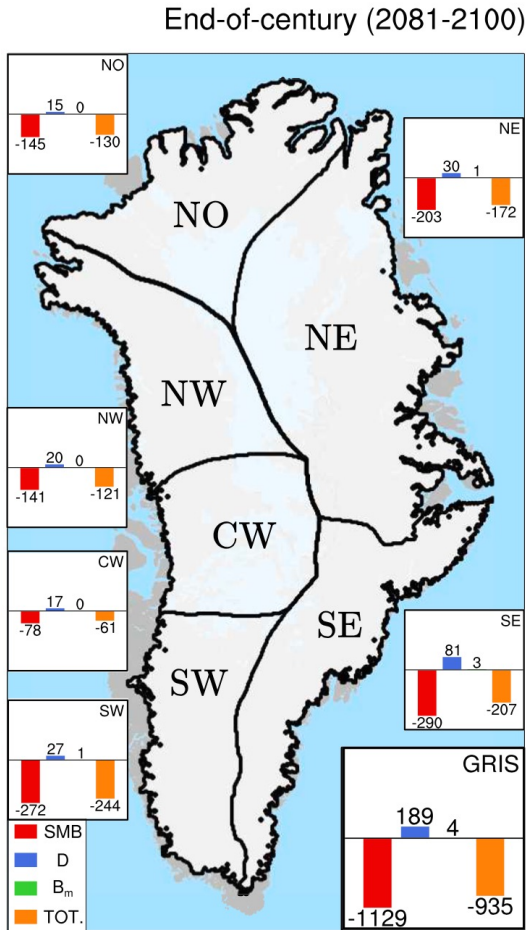 End-of-century (2081-2100)
NO
15 0
-145 -130
NE
30 1
-203 -172
NO
NE
NW
NW
20 0
-141 -121
CW
CW
17 0
-78 -61
SE
SE
81 3
-290 -207
SW
SW
27 1
-272 -244
GRIS
189 4
-1129 -935
SMB
D
Bm
TOT.